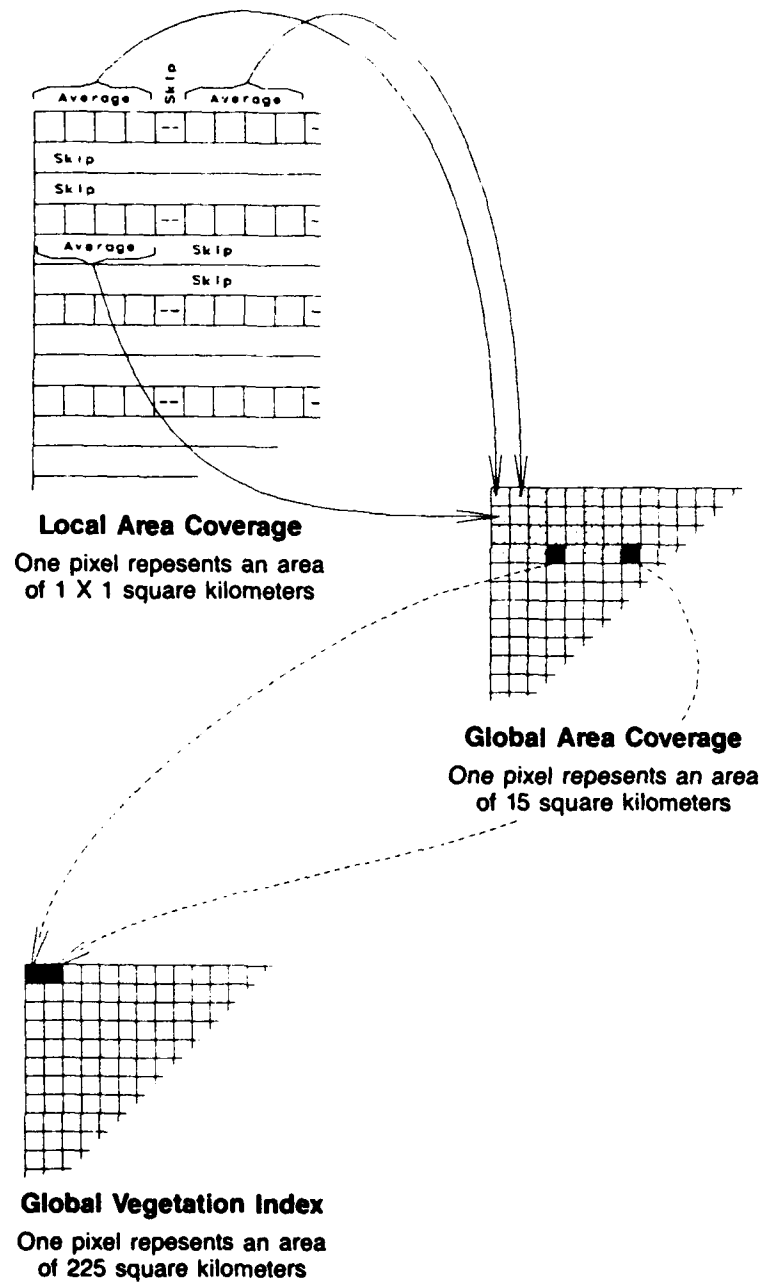 Skip
Average Average
--
-
Skip
Skip
--
-
Average Skip
Skip
--
-
--
-
Local Area Coverage
One pixel repesents an area
of 1 X 1 square kilometers
Global Area Coverage
One pixel repesents an area
of 15 square kilometers
Global Vegetation Index
One pixel repesents an area
of 225 square kilometers